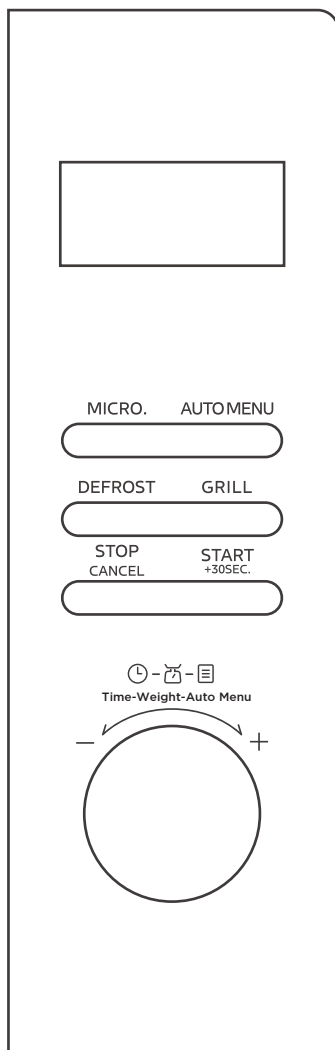 MICRO. AUTO MENU
DEFROST GRILL
STOP START
CANCEL +30SEC.
Time-Weight-Auto Menu
− +